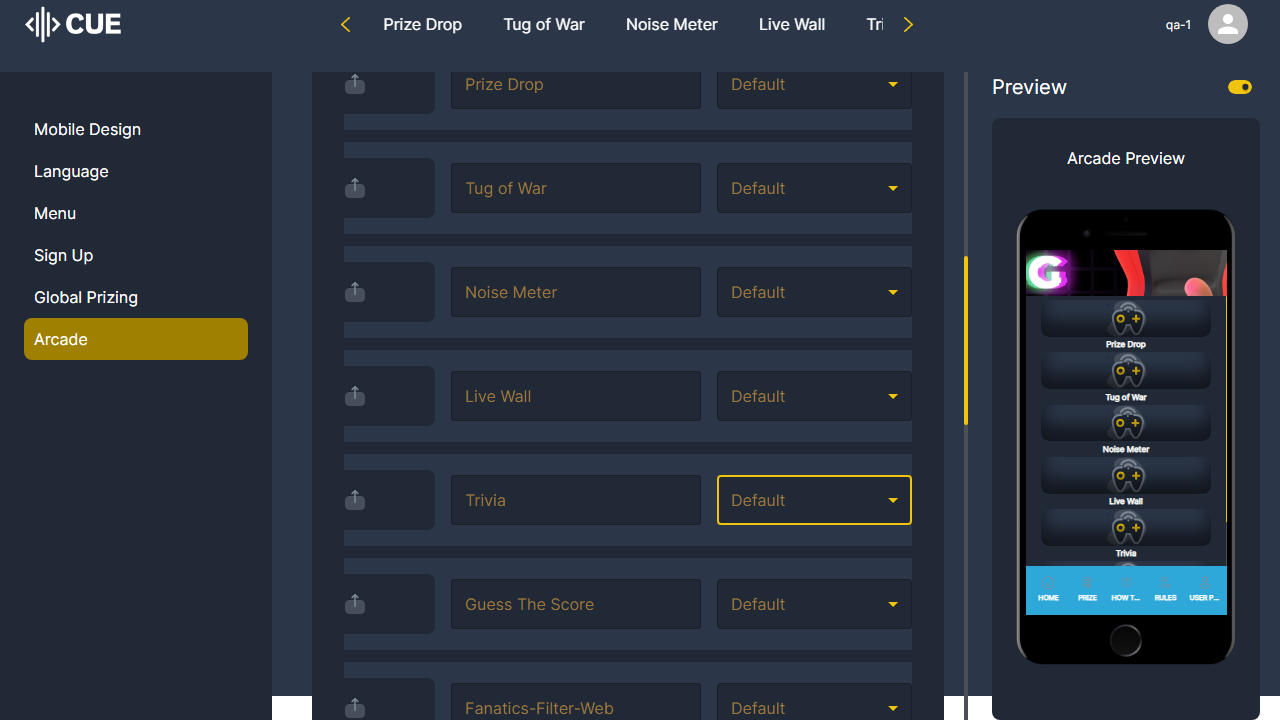 CUE
Prize Drop
Tug of War
Noise Meter
Live Wall
Tri
qa-1
Mobile Design
Language
Menu
Sign Up
Global Prizing
Arcade
Prize Drop
Default
Tug of War
Default
Noise Meter
Default
Live Wall
Default
Trivia
Default
Guess The Score
Default
Fanatics-Filter-Web
Default
Preview
Arcade Preview
G
Prize Drop
Tug of War
Noise Meter
Live Wall
Trivia
HOME
PRIZE
HOW T...
RULES
USER P...